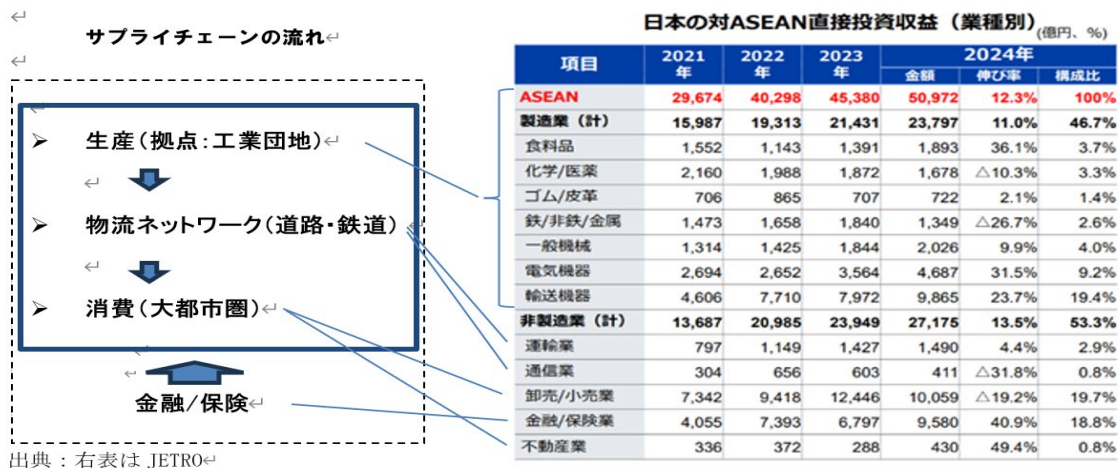 サプライチェーンの流れ
➢ 生産（拠点：工業団地）
➢ 物流ネットワーク（道路・鉄道）
➢ 消費（大都市圏）
金融/保険
出典：右表は JETRO
日本の対ASEAN直接投資収益（業種別）
(億円、%)
項目 2021年 2022年 2023年 2024年
金額 伸び率 構成比
ASEAN 29,674 40,298 45,380 50,972 12.3% 100%
製造業（計） 15,987 19,313 21,431 23,797 11.0% 46.7%
食料品 1,552 1,143 1,391 1,893 36.1% 3.7%
化学/医薬 2,160 1,988 1,872 1,678 △10.3% 3.3%
ゴム/皮革 706 865 707 722 2.1% 1.4%
鉄/非鉄/金属 1,473 1,658 1,840 1,349 △26.7% 2.6%
一般機械 1,314 1,425 1,844 2,026 9.9% 4.0%
電気機器 2,694 2,652 3,564 4,687 31.5% 9.2%
輸送機器 4,606 7,710 7,972 9,865 23.7% 19.4%
非製造業（計） 13,687 20,985 23,949 27,175 13.5% 53.3%
運輸業 797 1,149 1,427 1,490 4.4% 2.9%
通信業 304 656 603 411 △31.8% 0.8%
卸売/小売業 7,342 9,418 12,446 10,059 △19.2% 19.7%
金融/保険業 4,055 7,393 6,797 9,580 40.9% 18.8%
不動産業 336 372 288 430 49.4% 0.8%